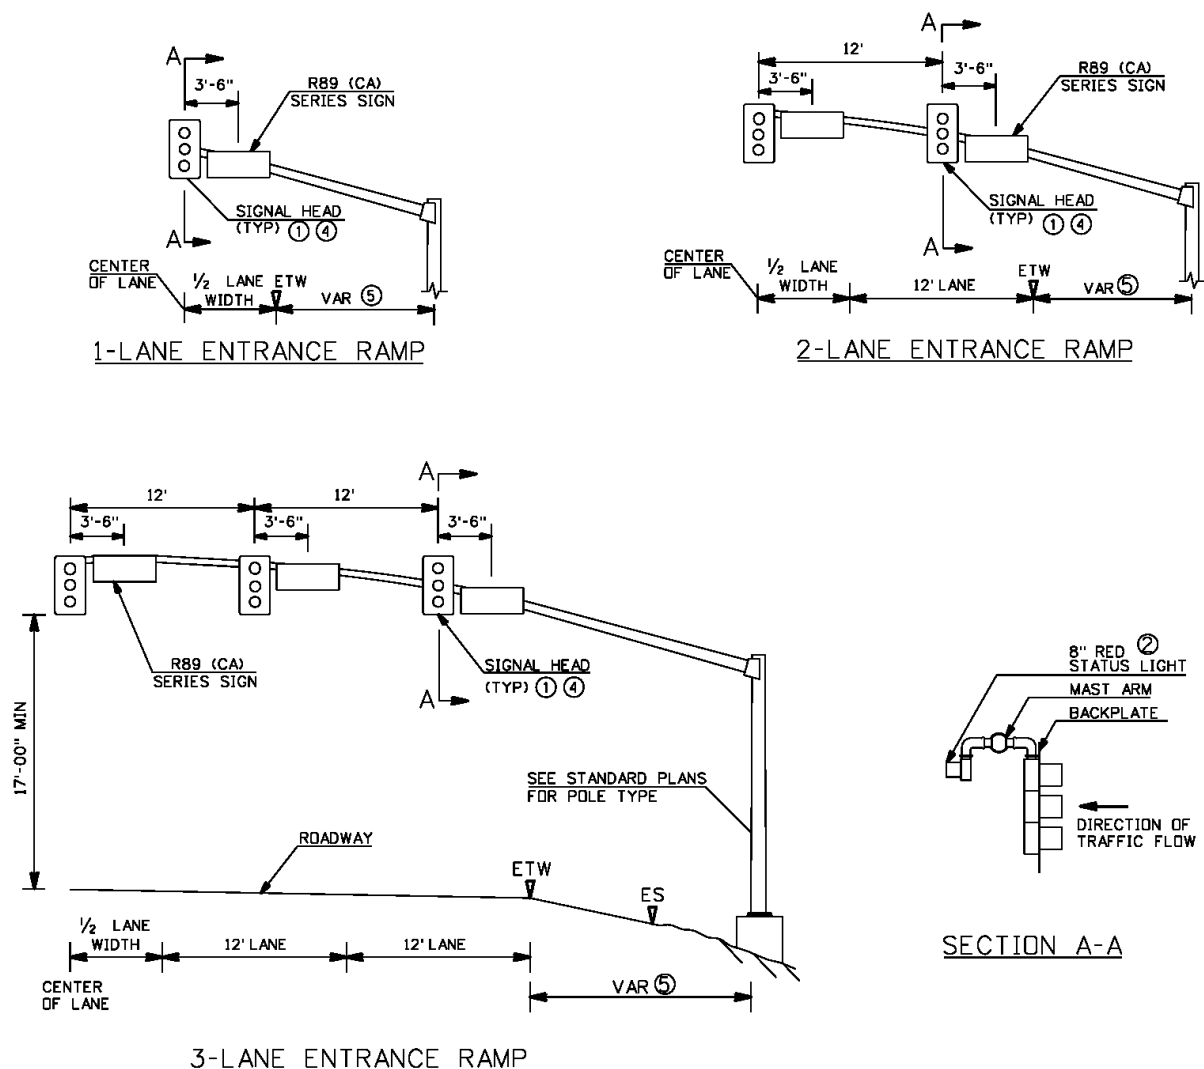 A
3'-6"
R89 (CA)
SERIES SIGN
SIGNAL HEAD
(TYP) ① ④
A
CENTER
OF LANE
½ LANE
WIDTH
ETW
VAR ⑤
1-LANE ENTRANCE RAMP
A
12'
3'-6"
3'-6"
R89 (CA)
SERIES SIGN
SIGNAL HEAD
(TYP) ① ④
A
CENTER
OF LANE
½ LANE
WIDTH
12' LANE
ETW
VAR ⑤
2-LANE ENTRANCE RAMP
A
12'
12'
3'-6"
3'-6"
3'-6"
R89 (CA)
SERIES SIGN
SIGNAL HEAD
(TYP) ① ④
A
17'-00" MIN
SEE STANDARD PLANS
FOR POLE TYPE
ROADWAY
ETW
ES
½ LANE
WIDTH
12' LANE
12' LANE
CENTER
OF LANE
VAR ⑤
3-LANE ENTRANCE RAMP
8" RED ②
STATUS LIGHT
MAST ARM
BACKPLATE
DIRECTION OF
TRAFFIC FLOW
SECTION A-A